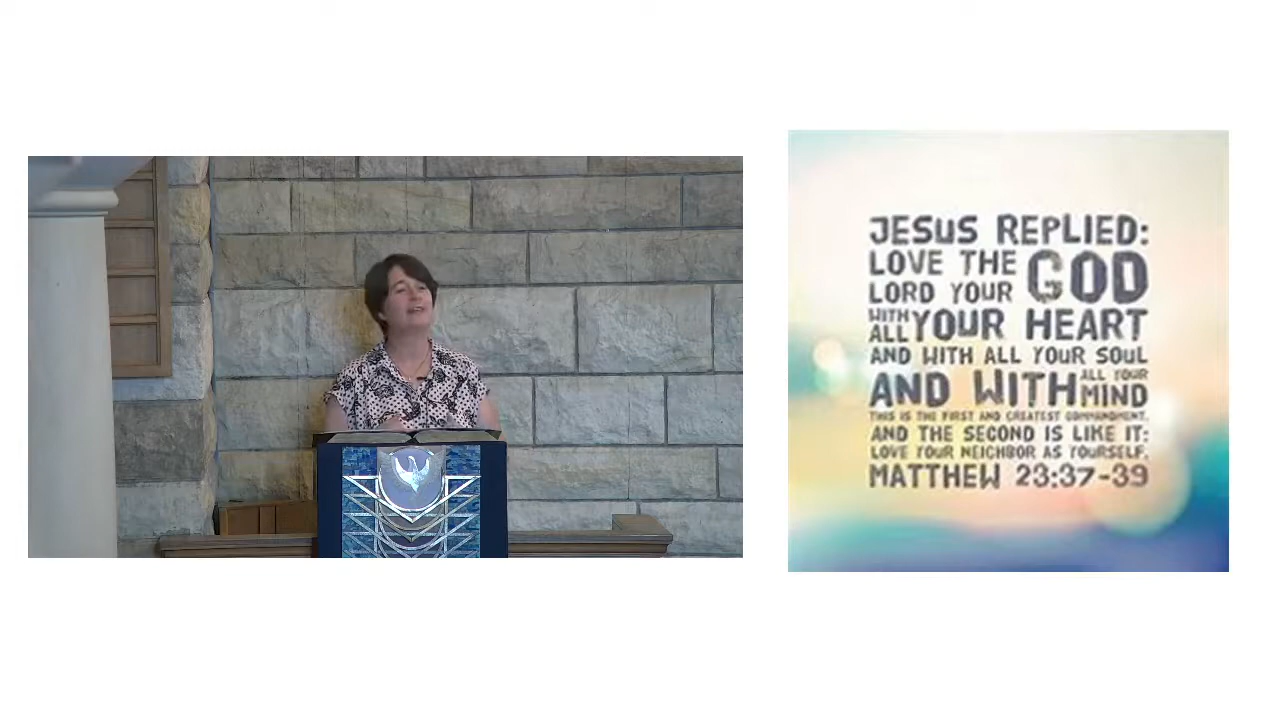 JESUS REPLIED:
LOVE THE
LORD YOUR GOD
WITH ALL YOUR HEART
AND WITH ALL YOUR SOUL
AND WITH ALL YOUR MIND
THIS IS THE FIRST AND GREATEST COMMANDMENT.
AND THE SECOND IS LIKE IT:
LOVE YOUR NEIGHBOR AS YOURSELF.
MATTHEW 23:37-39